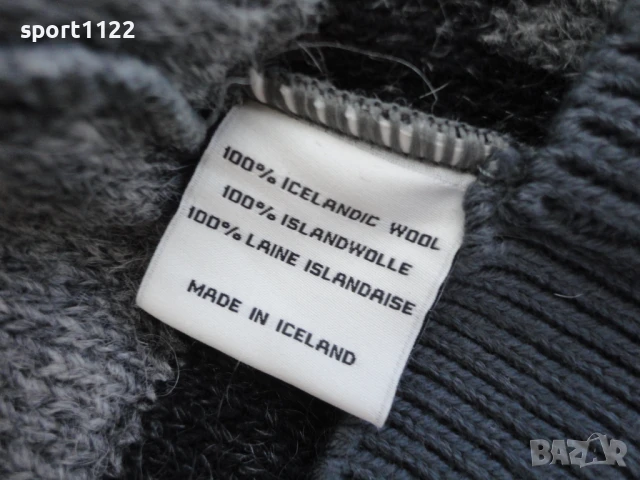 sport1122
100% ICELANDIC WOOL
100% ISLANDWOLLE
100% LAINE ISLANDAISE
MADE IN ICELAND
BAZAR